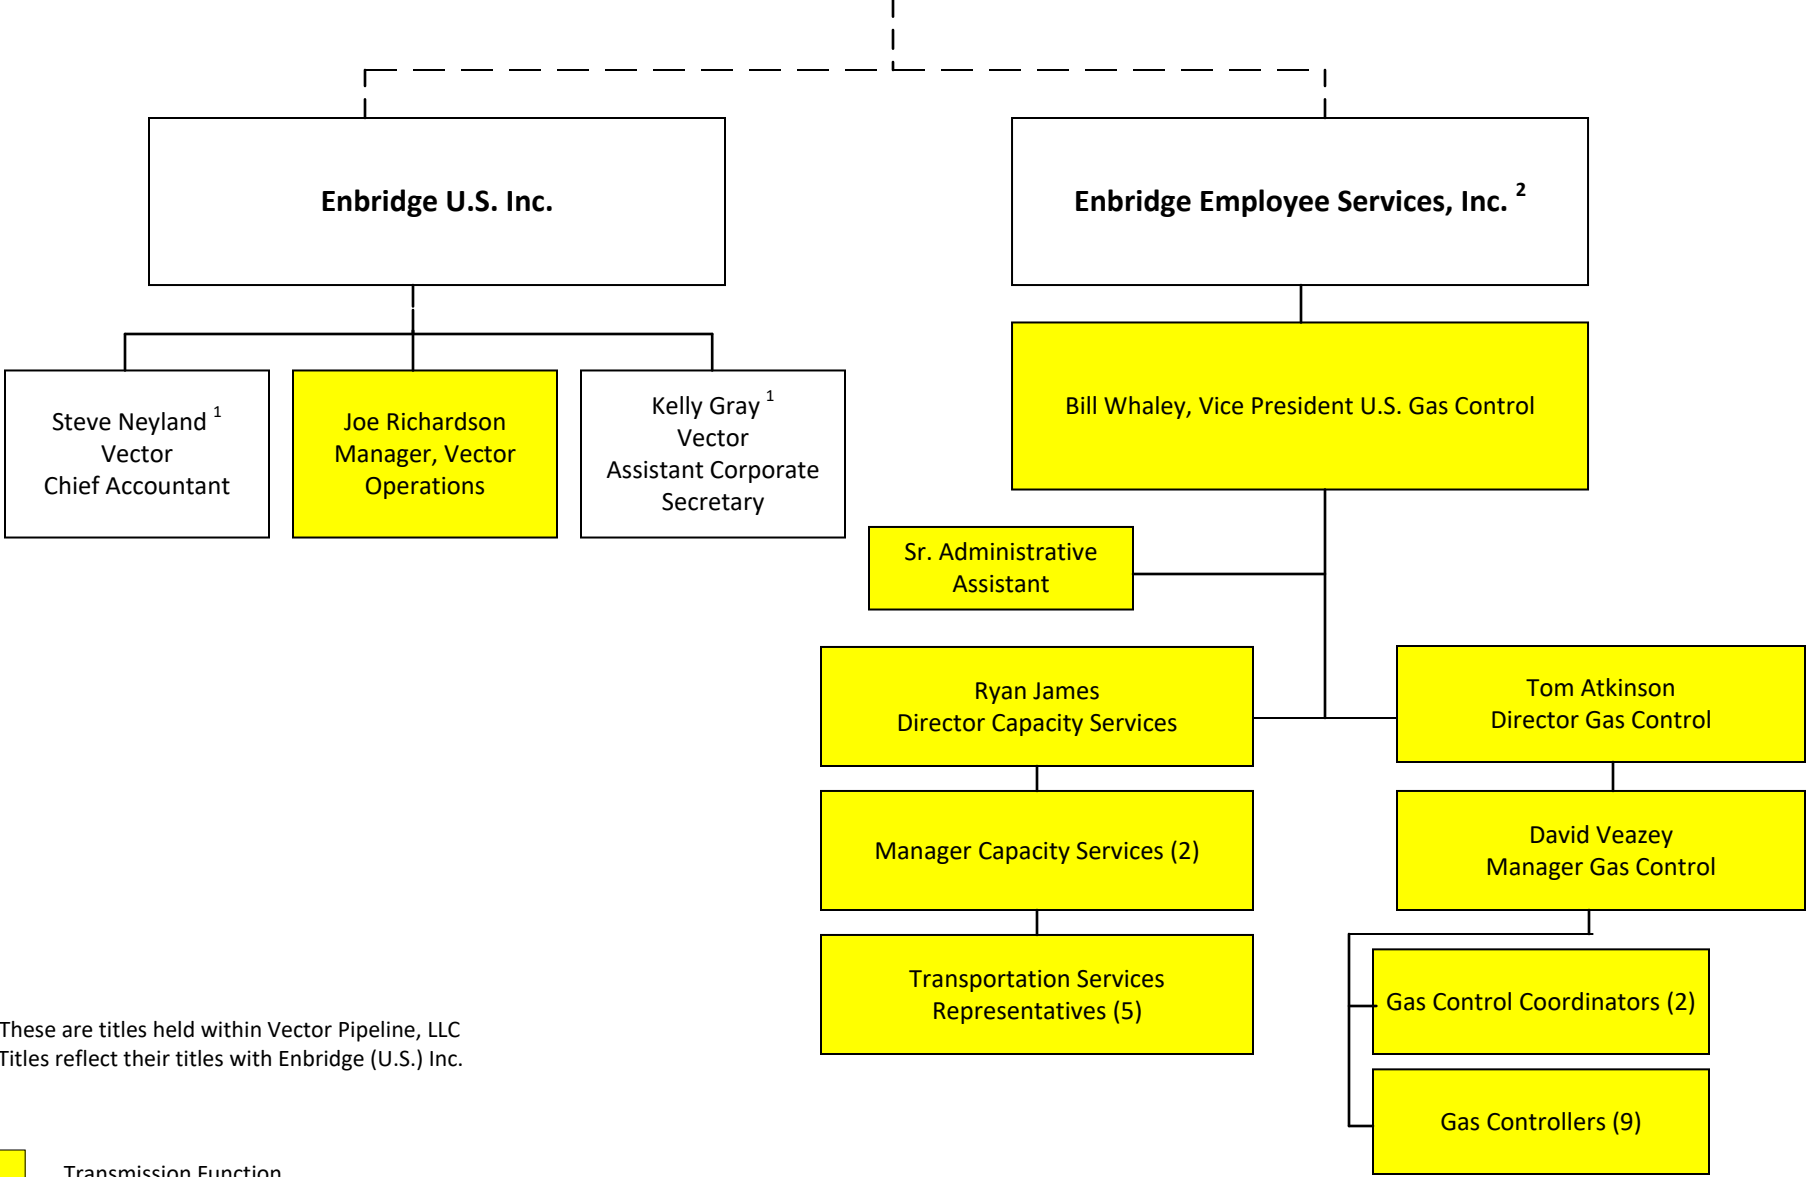 Enbridge U.S. Inc.
Enbridge Employee Services, Inc. 2
Steve Neyland 1
Vector
Chief Accountant
Joe Richardson
Manager, Vector
Operations
Kelly Gray 1
Vector
Assistant Corporate
Secretary
Bill Whaley, Vice President U.S. Gas Control
Sr. Administrative
Assistant
Ryan James
Director Capacity Services
Tom Atkinson
Director Gas Control
Manager Capacity Services (2)
David Veazey
Manager Gas Control
Transportation Services
Representatives (5)
Gas Control Coordinators (2)
Gas Controllers (9)
These are titles held within Vector Pipeline, LLC
Titles reflect their titles with Enbridge (U.S.) Inc.
Transmission Function